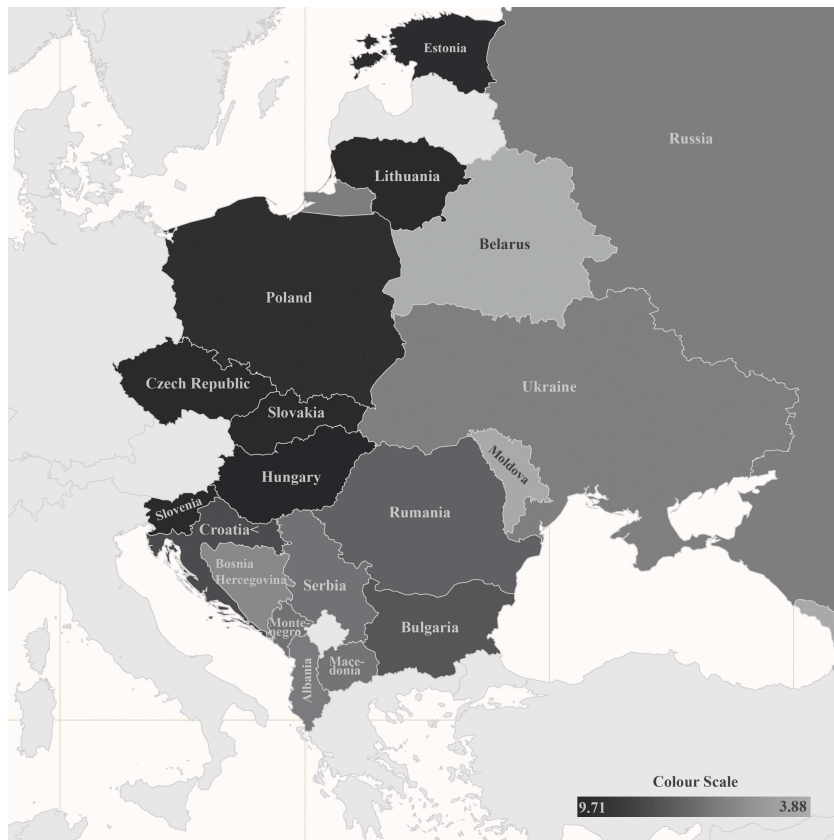 Estonia
Russia
Lithuania
Belarus
Poland
Ukraine
Czech Republic
Slovakia
Moldova
Hungary
Slovenia
Rumania
Croatia<
Bosnia
Hercegovina
Serbia
Monte-
negro
Bulgaria
Albania
Mace-
donia
Colour Scale
9.71 3.88